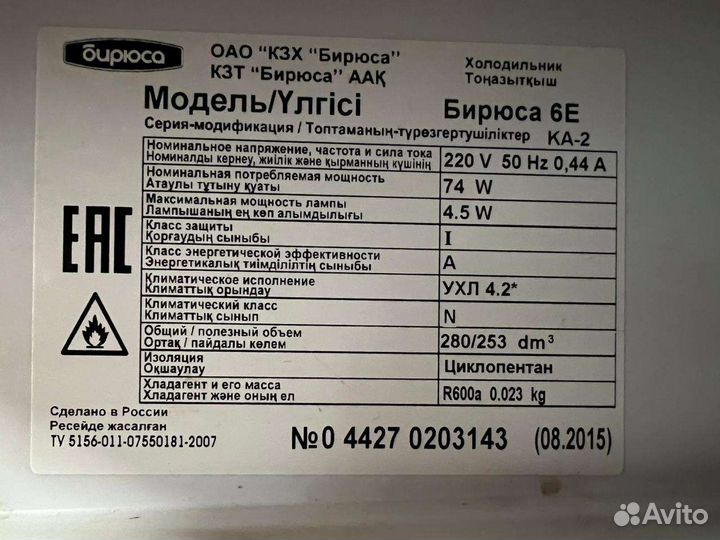 бирюса
ОАО "КЗХ "Бирюса"
КЗТ "Бирюса" ААҚ
Холодильник
Тоңазытқыш
Модель/Үлгісі Бирюса 6Е
Серия-модификация / Топтаманың-түрөзгертушіліктер КА-2
Номинальное напряжение, частота и сила тока
Номиналды кернеу, жиілік және қырманның күшінің
220 V 50 Hz 0,44 A
Номинальная потребляемая мощность
Атаулы тұтыну қуаты
74 W
Максимальная мощность лампы
Лампышаның ең көп алымдылығы
4.5 W
Класс защиты
Қорғаудың сыныбы
I
Класс энергетической эффективности
Энергетикалық тиімділілтің сыныбы
A
Климатическое исполнение
Климаттық орындау
УХЛ 4.2*
Климатический класс
Климаттық сынып
N
Общий / полезный объем
Ортақ / пайдалы көлем
280/253 dm³
Изоляция
Оқшаулау
Циклопентан
Хладагент и его масса
Хладагент және оның ел
R600a 0.023 kg
EAC
Сделано в России
Ресейде жасалған
TV 5156-011-07550181-2007
№0 4427 0203143 (08.2015)
Avito